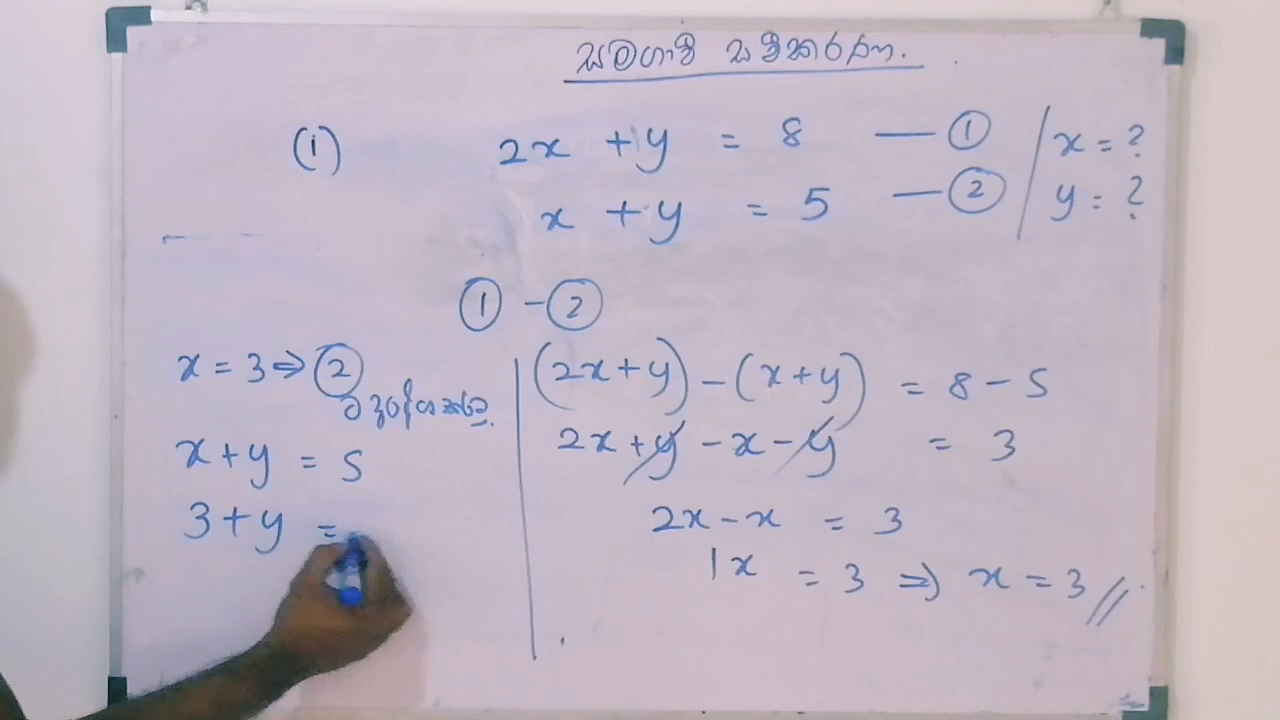 සමගාමී සමීකරණ.
(1) 2x + y = 8 — ① / x = ?
x + y = 5 — ② / y = ?
① - ②
(2x + y) - (x + y) = 8 - 5
2x + y - x - y = 3
2x - x = 3
1x = 3 ⇒ x = 3 //
x = 3 ⇒ ②
x + y = 5
3 + y =